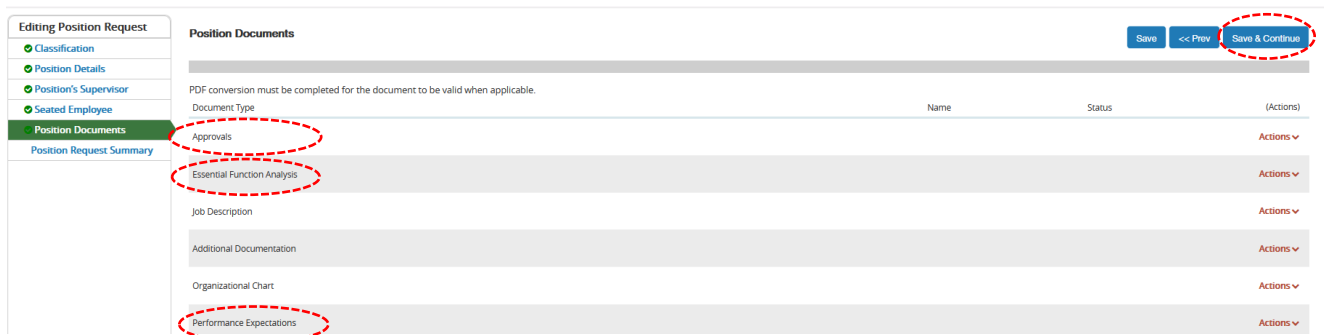 Editing Position Request
Classification
Position Details
Position's Supervisor
Seated Employee
Position Documents
Position Request Summary
Position Documents
Save << Prev Save & Continue
PDF conversion must be completed for the document to be valid when applicable.
Document Type Name Status (Actions)
Approvals Actions
Essential Function Analysis Actions
Job Description Actions
Additional Documentation Actions
Organizational Chart Actions
Performance Expectations Actions